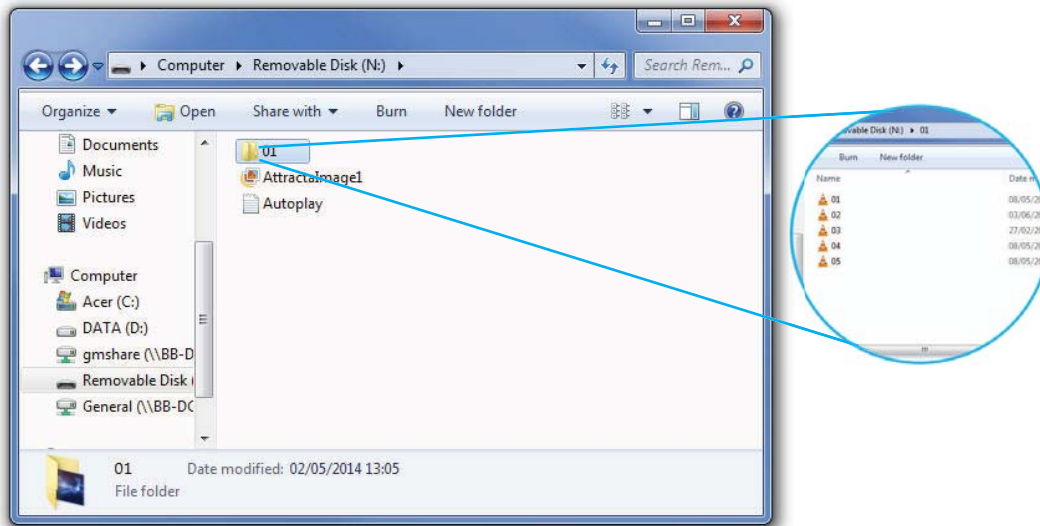 Computer ▸ Removable Disk (N:) ▸
Search Rem...
Organize Open Share with Burn New folder
Documents
Music
Pictures
Videos
Computer
Acer (C:)
DATA (D:)
gmshare (\\BB-D
Removable Disk (
General (\\BB-DC
01
AttractaImage1
Autoplay
01 Date modified: 02/05/2014 13:05
File folder
ovable Disk (N:) ▸ 01
Burn New folder
Name Date m
01 08/05/20
02 03/06/20
03 27/02/20
04 08/05/20
05 08/05/20